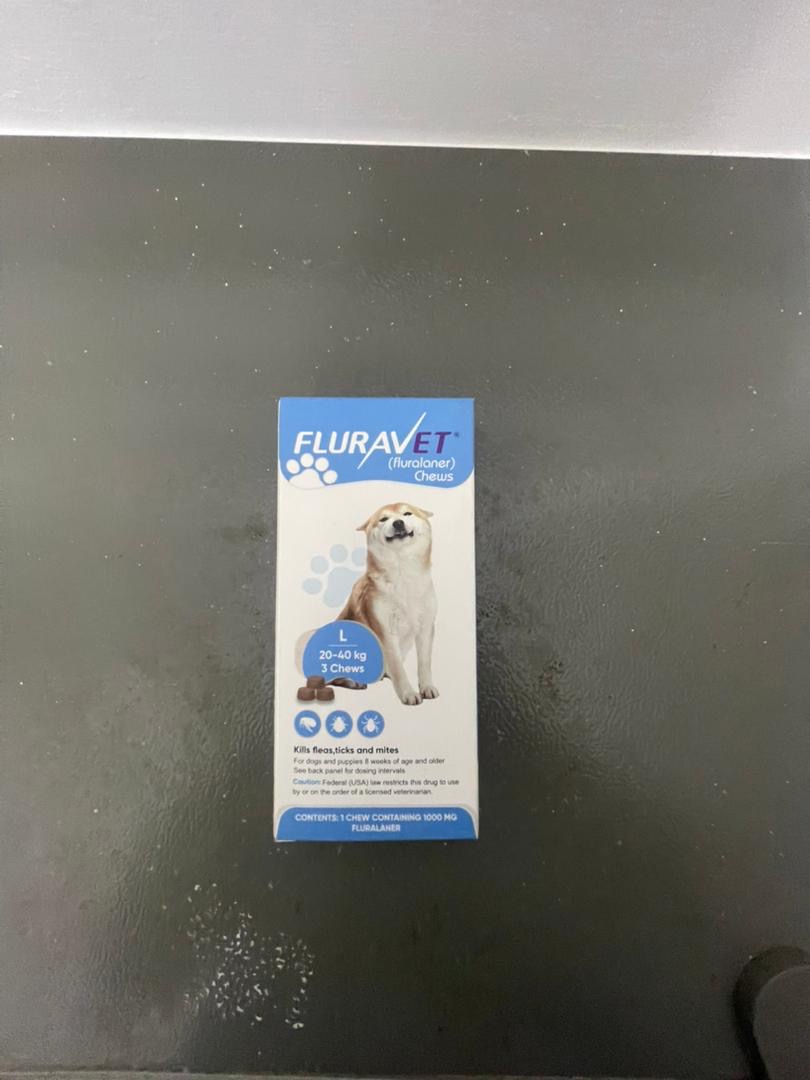 FLURAVET®
(fluralaner)
Chews
L
20-40 kg
3 Chews
Kills fleas,ticks and mites
For dogs and puppies 8 weeks of age and older
See back panel for dosing intervals
Caution: Federal (USA) law restricts this drug to use
by or on the order of a licensed veterinarian.
CONTENTS: 1 CHEW CONTAINING 1000 MG
FLURALANER